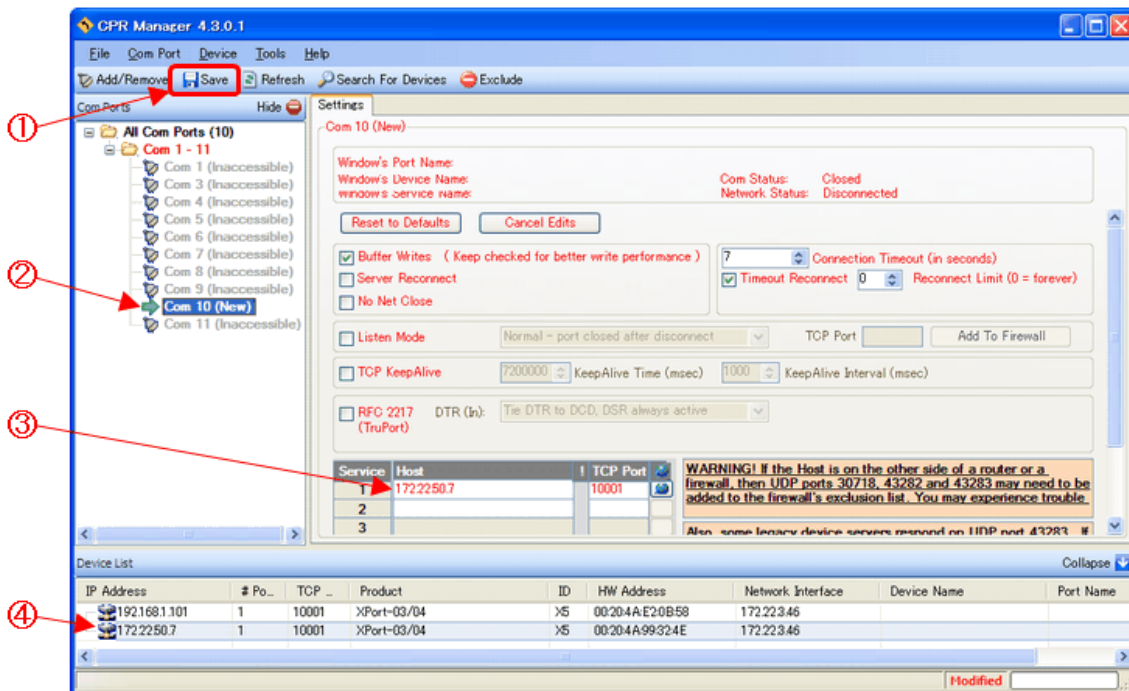 CPR Manager 4.3.0.1
File Com Port Device Tools Help
Add/Remove Save Refresh Search For Devices Exclude
①
Com Ports Hide
All Com Ports (10)
Com 1 - 11
Com 1 (Inaccessible)
Com 3 (Inaccessible)
Com 4 (Inaccessible)
Com 5 (Inaccessible)
Com 6 (Inaccessible)
Com 7 (Inaccessible)
Com 8 (Inaccessible)
Com 9 (Inaccessible)
② Com 10 (New)
Com 11 (Inaccessible)
Settings
Com 10 (New)
Window's Port Name:
Window's Device Name: Com Status: Closed
Window's Service Name: Network Status: Disconnected
Reset to Defaults Cancel Edits
Buffer Writes ( Keep checked for better write performance ) 7 Connection Timeout (in seconds)
Server Reconnect Timeout Reconnect 0 Reconnect Limit (0 = forever)
No Net Close
Listen Mode Normal - port closed after disconnect TCP Port Add To Firewall
TCP KeepAlive 7200000 KeepAlive Time (msec) 1000 KeepAlive Interval (msec)
RFC 2217 DTR (In): Tie DTR to DCD, DSR always active
(TruPort)
③
Service Host ! TCP Port
1 172.22.50.7 10001
2
3
WARNING! If the Host is on the other side of a router or a
firewall, then UDP ports 30718, 43282 and 43283 may need to be
added to the firewall's exclusion list. You may experience trouble
Also, some legacy device servers respond on UDP port 43283. If
Device List Collapse
IP Address # Po... TCP ... Product ID HW Address Network Interface Device Name Port Name
192.168.1.101 1 10001 XPort-03/04 X5 00:20:4A:E2:0B:58 172.22.3.46
④ 172.22.50.7 1 10001 XPort-03/04 X5 00:20:4A:99:32:4E 172.22.3.46
Modified